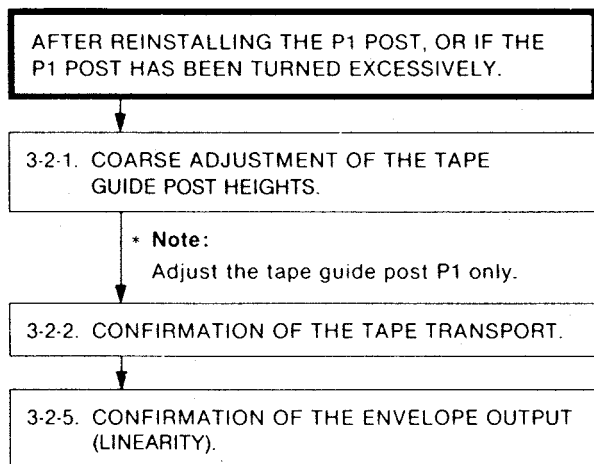 AFTER REINSTALLING THE P1 POST, OR IF THE
P1 POST HAS BEEN TURNED EXCESSIVELY.
3-2-1. COARSE ADJUSTMENT OF THE TAPE
GUIDE POST HEIGHTS.
* Note:
Adjust the tape guide post P1 only.
3-2-2. CONFIRMATION OF THE TAPE TRANSPORT.
3-2-5. CONFIRMATION OF THE ENVELOPE OUTPUT
(LINEARITY).